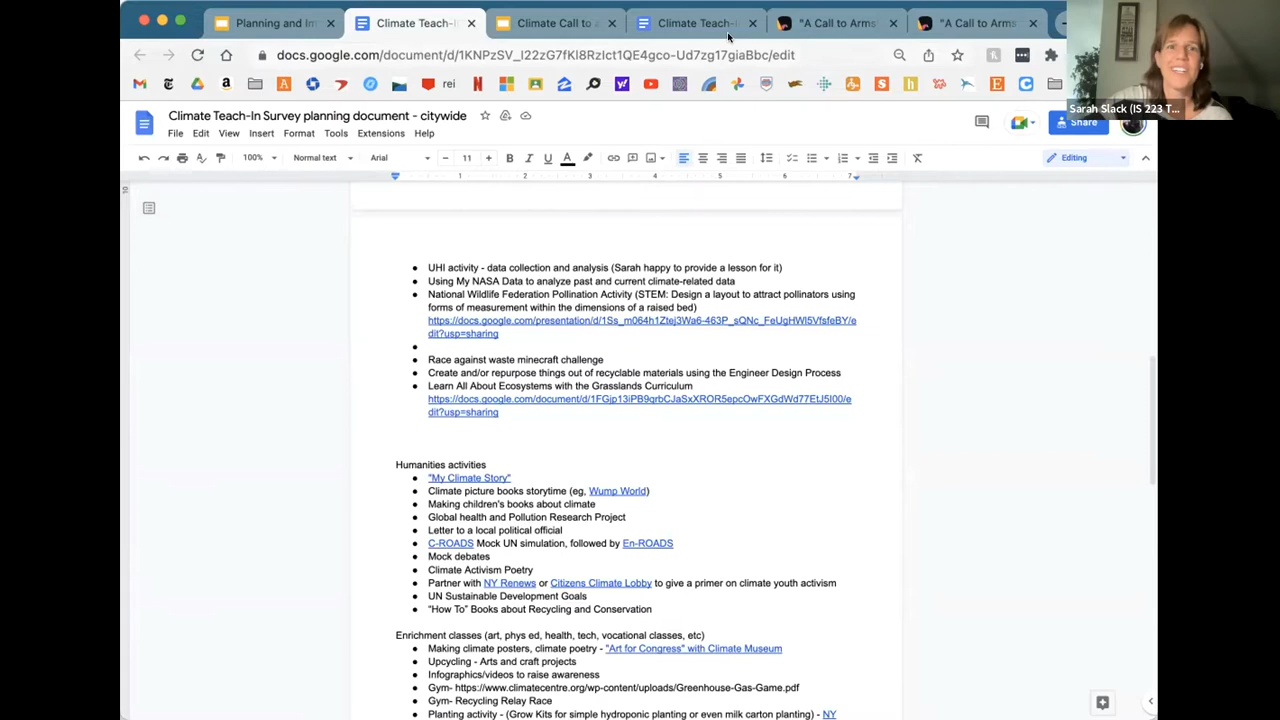 Planning and Im
Climate Teach-I
Climate Call to a
Climate Teach-
"A Call to Arms
"A Call to Arms
docs.google.com/document/d/1KNPzSV_I22zG7fKl8RzIct1QE4gco-Ud7zg17giaBbc/edit
rei
Sarah Slack (IS 223 T...
Climate Teach-In Survey planning document - citywide
File Edit View Insert Format Tools Extensions Help
Share
100% Normal text Arial 11 Editing
1 2 3 4 5 6 7
UHI activity - data collection and analysis (Sarah happy to provide a lesson for it)
Using My NASA Data to analyze past and current climate-related data
National Wildlife Federation Pollination Activity (STEM: Design a layout to attract pollinators using
forms of measurement within the dimensions of a raised bed)
https://docs.google.com/presentation/d/1Ss_m064h1Ztej3Wa6-463P_sQNc_FeUgHWI5VfsfeBY/e
dit?usp=sharing
Race against waste minecraft challenge
Create and/or repurpose things out of recyclable materials using the Engineer Design Process
Learn All About Ecosystems with the Grasslands Curriculum
https://docs.google.com/document/d/1FGjp13iPB9qrbCJaSxXROR5epcOwFXGdWd77EtJ5I00/e
dit?usp=sharing
Humanities activities
"My Climate Story"
Climate picture books storytime (eg, Wump World)
Making children's books about climate
Global health and Pollution Research Project
Letter to a local political official
C-ROADS Mock UN simulation, followed by En-ROADS
Mock debates
Climate Activism Poetry
Partner with NY Renews or Citizens Climate Lobby to give a primer on climate youth activism
UN Sustainable Development Goals
“How To” Books about Recycling and Conservation
Enrichment classes (art, phys ed, health, tech, vocational classes, etc)
Making climate posters, climate poetry - "Art for Congress" with Climate Museum
Upcycling - Arts and craft projects
Infographics/videos to raise awareness
Gym- https://www.climatecentre.org/wp-content/uploads/Greenhouse-Gas-Game.pdf
Gym- Recycling Relay Race
Planting activity - (Grow Kits for simple hydroponic planting or even milk carton planting) - NY